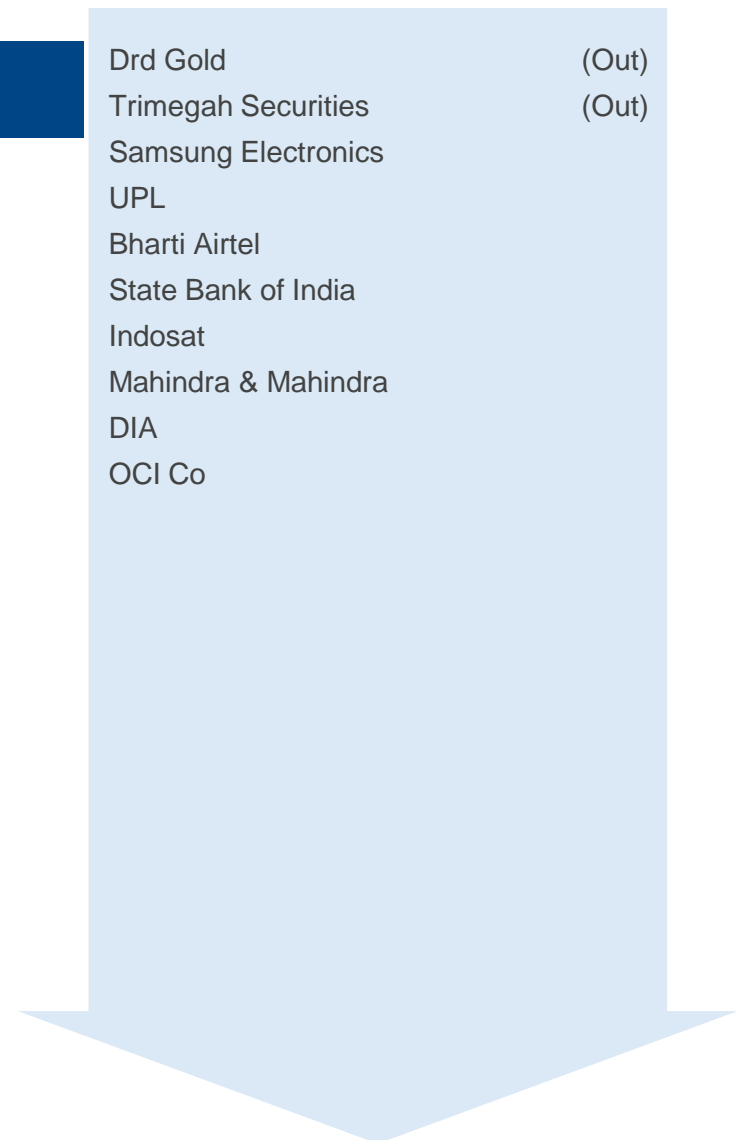 Drd Gold (Out)
Trimegah Securities (Out)
Samsung Electronics
UPL
Bharti Airtel
State Bank of India
Indosat
Mahindra & Mahindra
DIA
OCI Co